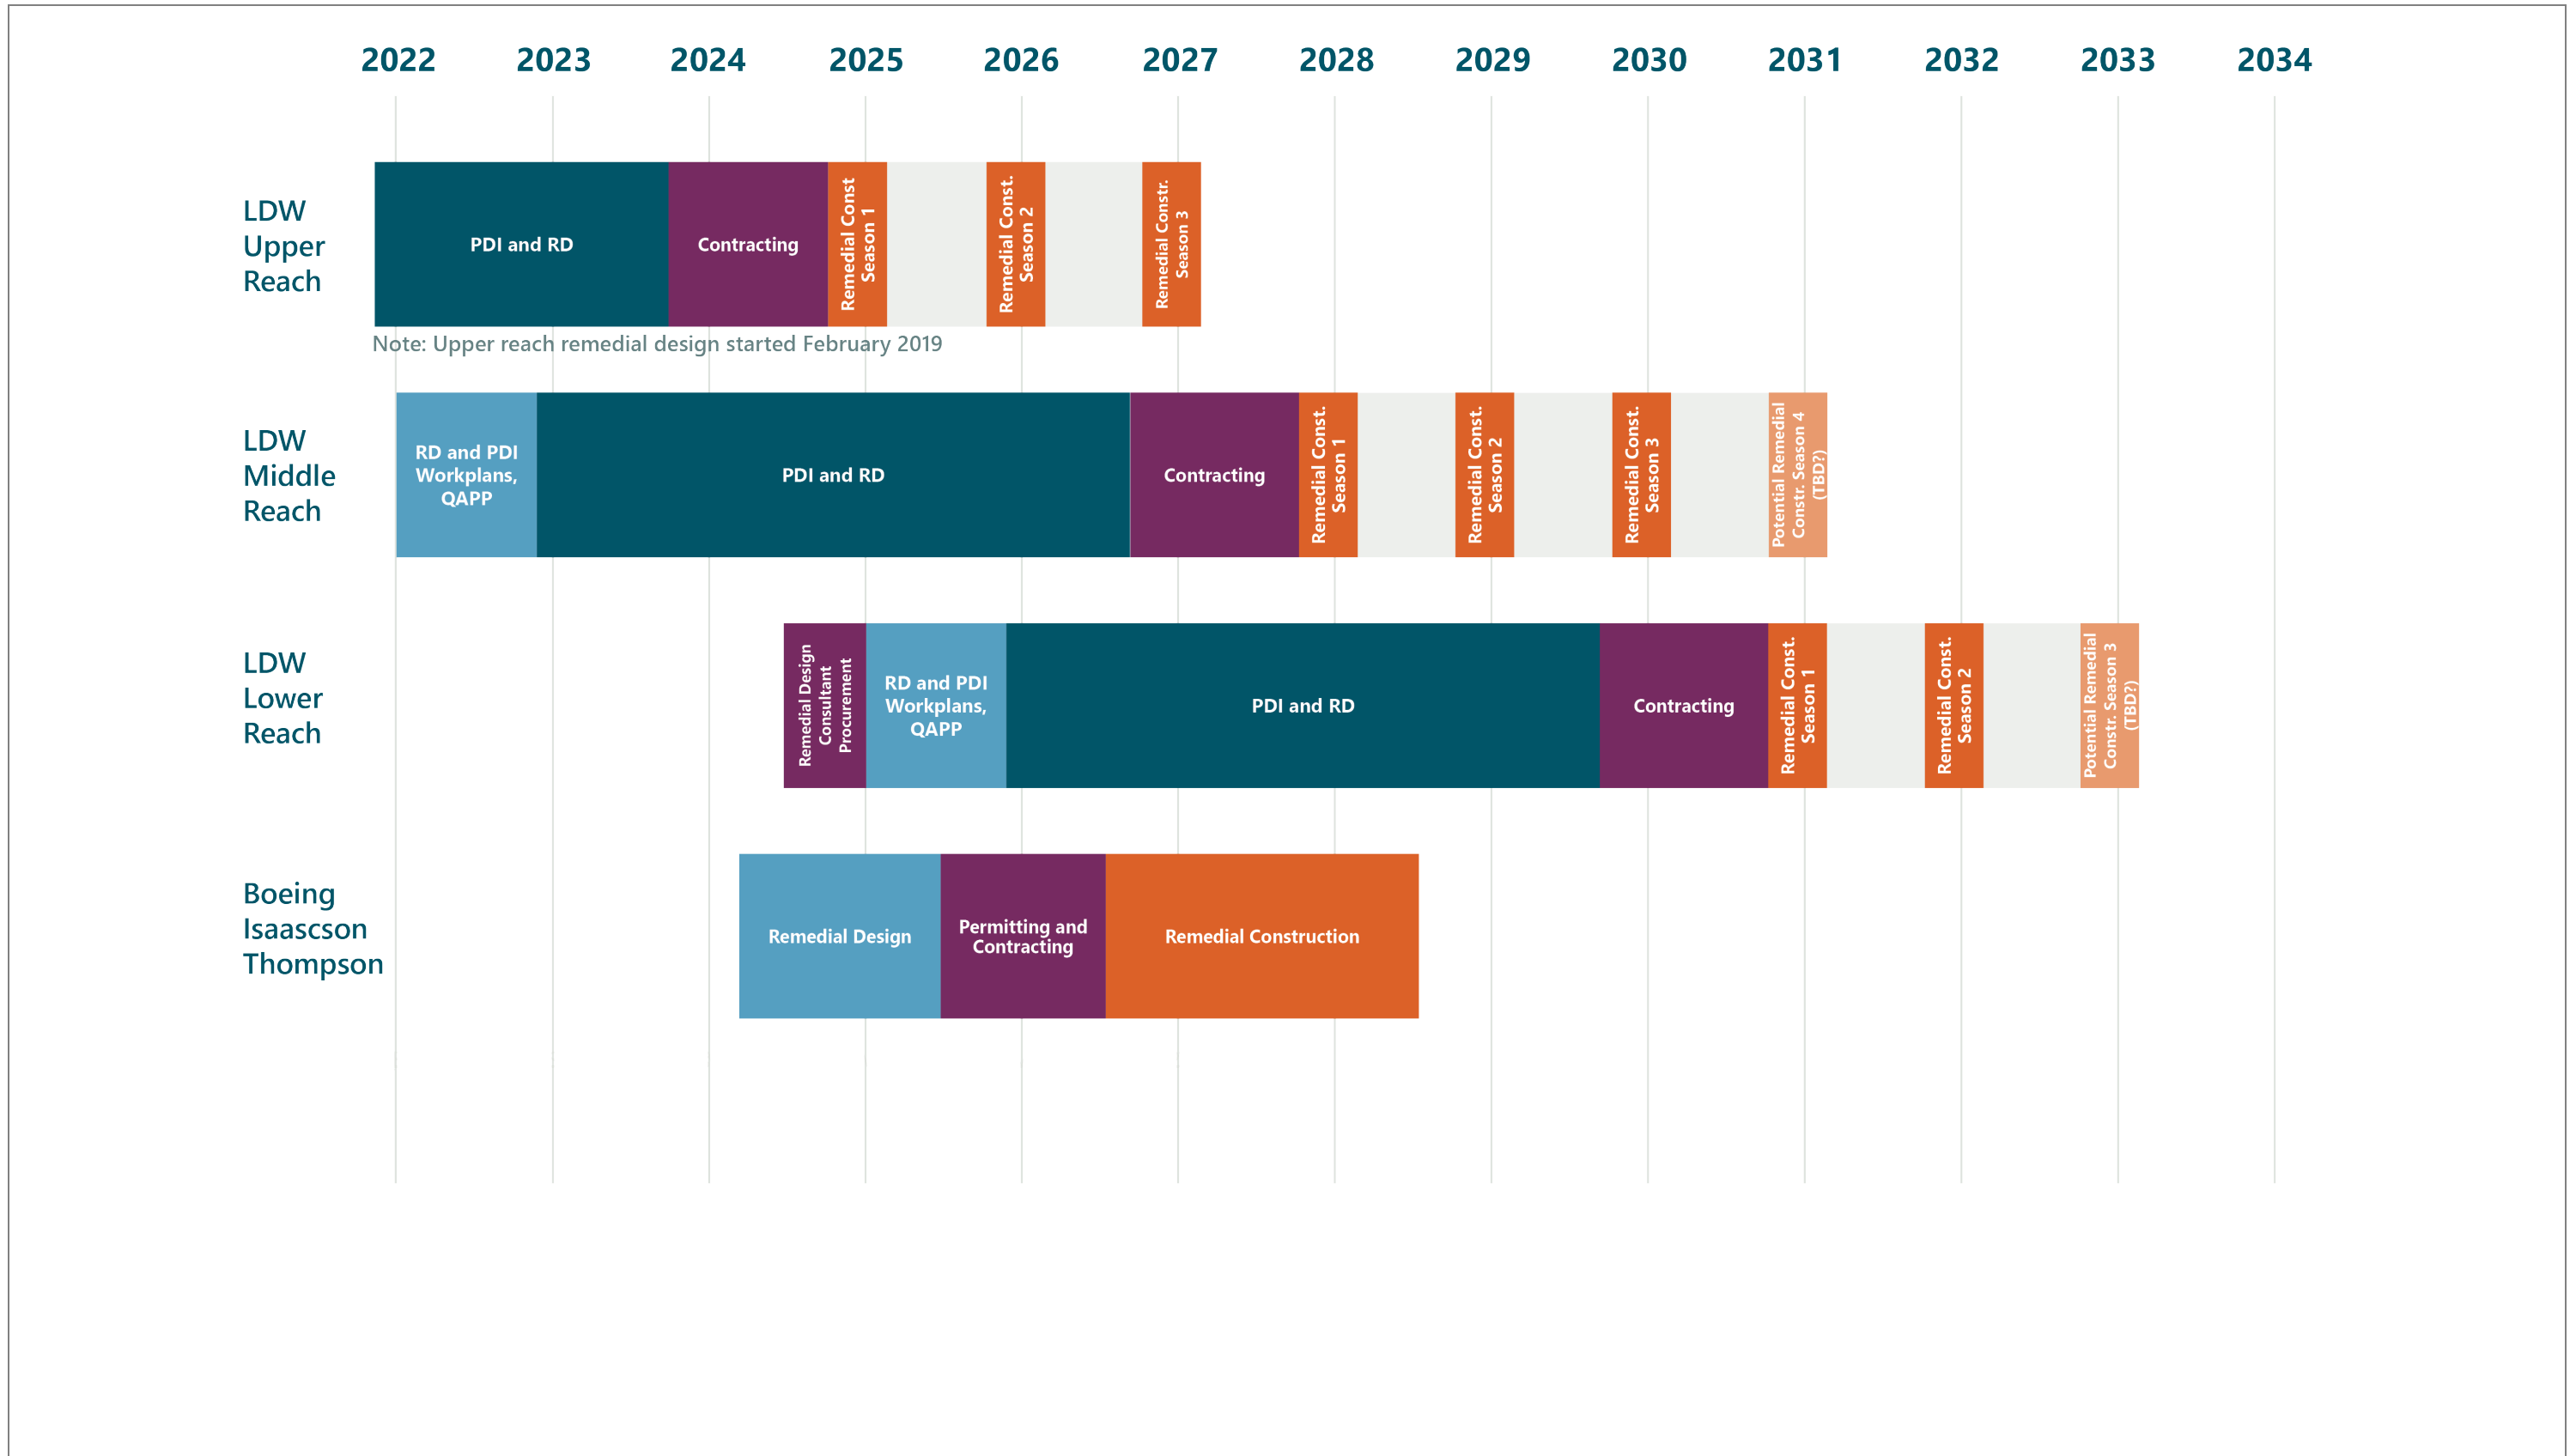 2022 2023 2024 2025 2026 2027 2028 2029 2030 2031 2032 2033 2034
LDW
Upper
Reach
PDI and RD
Contracting
Remedial Const
Season 1
Remedial Const.
Season 2
Remedial Constr.
Season 3
Note: Upper reach remedial design started February 2019
LDW
Middle
Reach
RD and PDI
Workplans,
QAPP
PDI and RD
Contracting
Remedial Const.
Season 1
Remedial Const.
Season 2
Remedial Const.
Season 3
Potential Remedial
Constr. Season 4
(TBD?)
LDW
Lower
Reach
Remedial Design
Consultant
Procurement
RD and PDI
Workplans,
QAPP
PDI and RD
Contracting
Remedial Const.
Season 1
Remedial Const.
Season 2
Potential Remedial
Constr. Season 3
(TBD?)
Boeing
Isaascson
Thompson
Remedial Design
Permitting and
Contracting
Remedial Construction